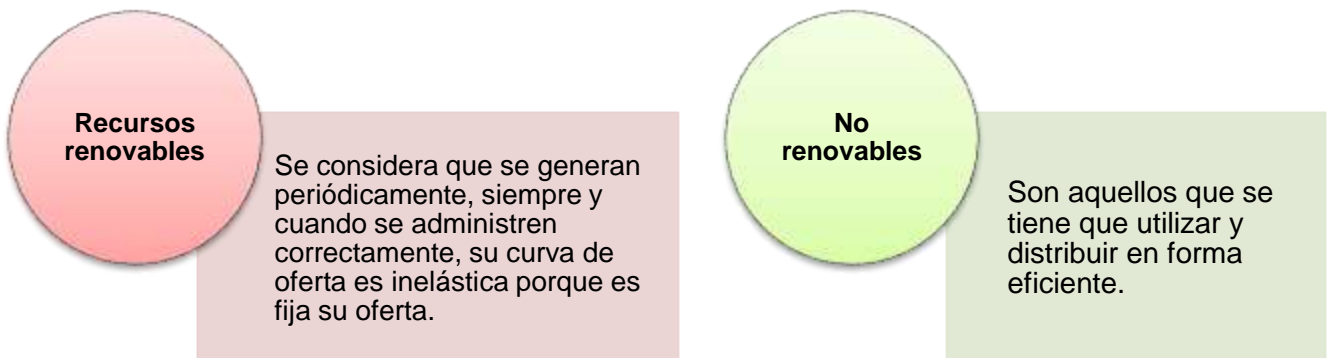 Recursos
renovables
Se considera que se generan
periódicamente, siempre y
cuando se administren
correctamente, su curva de
oferta es inelástica porque es
fija su oferta.
No
renovables
Son aquellos que se
tiene que utilizar y
distribuir en forma
eficiente.